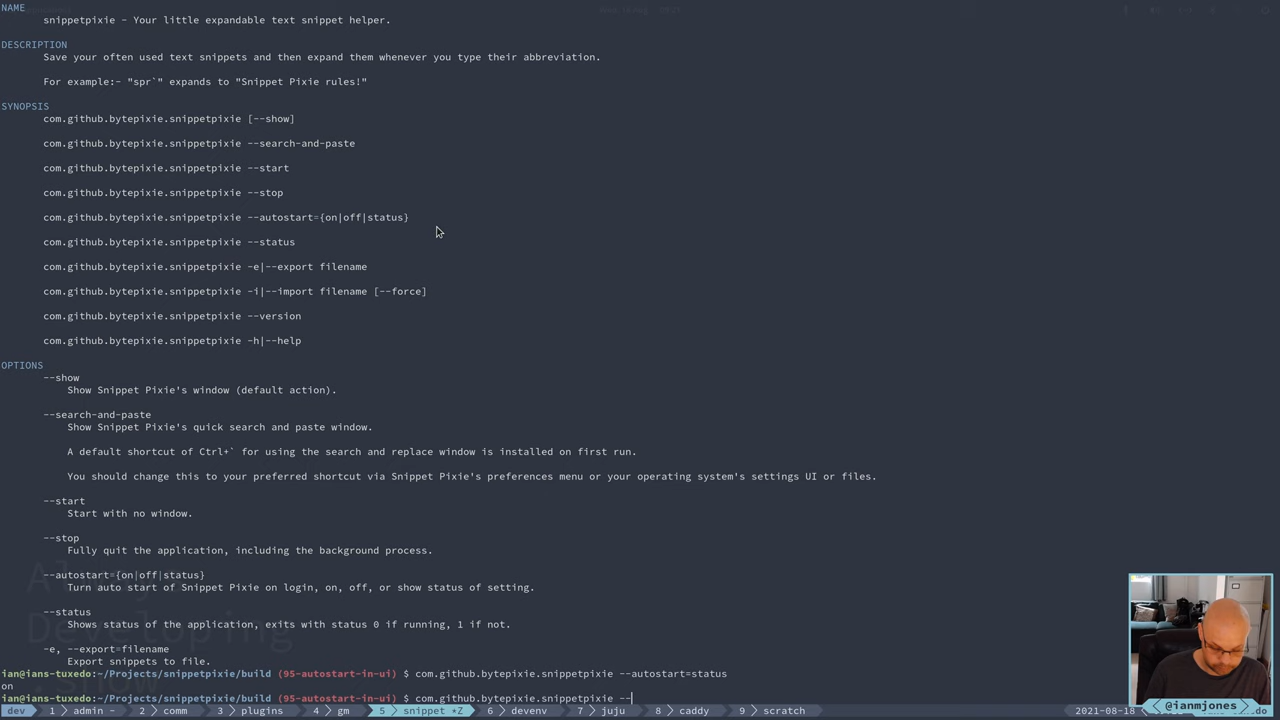 NAME
snippetpixie - Your little expandable text snippet helper.
DESCRIPTION
Save your often used text snippets and then expand them whenever you type their abbreviation.
For example:- "spr`" expands to "Snippet Pixie rules!"
SYNOPSIS
com.github.bytepixie.snippetpixie [--show]
com.github.bytepixie.snippetpixie --search-and-paste
com.github.bytepixie.snippetpixie --start
com.github.bytepixie.snippetpixie --stop
com.github.bytepixie.snippetpixie --autostart={on|off|status}
com.github.bytepixie.snippetpixie --status
com.github.bytepixie.snippetpixie -e|--export filename
com.github.bytepixie.snippetpixie -i|--import filename [--force]
com.github.bytepixie.snippetpixie --version
com.github.bytepixie.snippetpixie -h|--help
OPTIONS
--show
Show Snippet Pixie's window (default action).
--search-and-paste
Show Snippet Pixie's quick search and paste window.
A default shortcut of Ctrl+` for using the search and replace window is installed on first run.
You should change this to your preferred shortcut via Snippet Pixie's preferences menu or your operating system's settings UI or files.
--start
Start with no window.
--stop
Fully quit the application, including the background process.
--autostart={on|off|status}
Turn auto start of Snippet Pixie on login, on, off, or show status of setting.
--status
Shows status of the application, exits with status 0 if running, 1 if not.
-e, --export=filename
Export snippets to file.
ian@ians-tuxedo:~/Projects/snippetpixie/build (95-autostart-in-ui) $ com.github.bytepixie.snippetpixie --autostart=status
on
ian@ians-tuxedo:~/Projects/snippetpixie/build (95-autostart-in-ui) $ com.github.bytepixie.snippetpixie --
dev 1 admin - 2 comm 3 plugins 4 gm 5 snippet *Z 6 devenv 7 juju 8 caddy 9 scratch 2021-08-18
@ianmjones